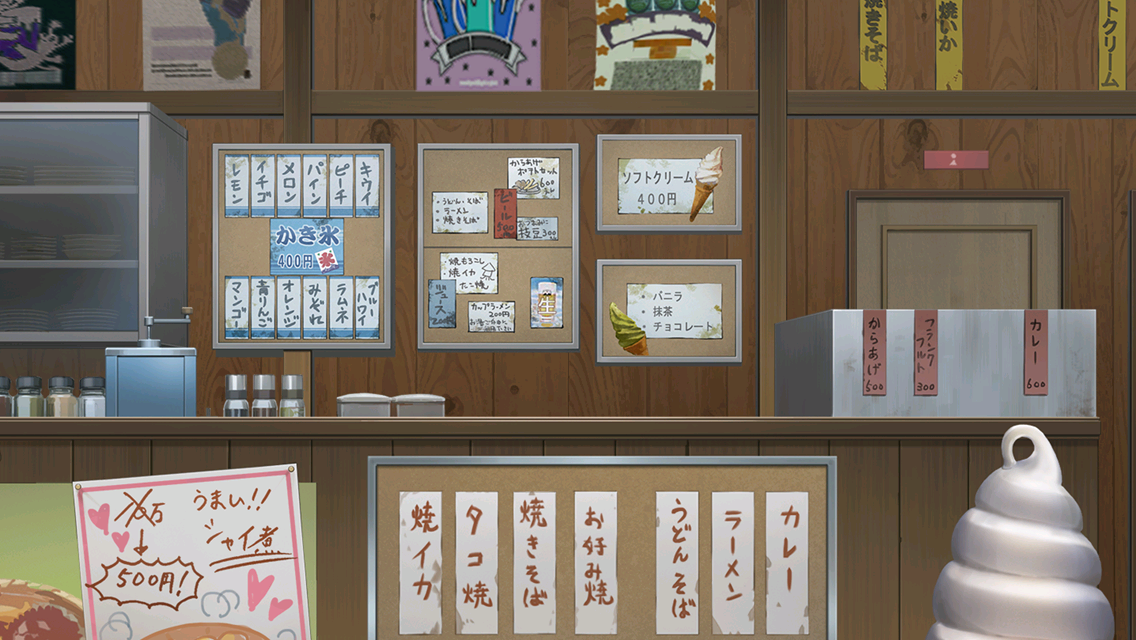 焼きそば
焼いか
トクリーム
レモン
イチゴ
メロン
パイン
ピーチ
キウイ
かき氷
400円
氷
マンゴー
青りんご
オレンジ
みぞれ
ラムネ
ブルーハワイ
からあげ
ポテトセット
600
・うどん・そば
・ラーメン
・焼きそば
ビール
500
枝豆 300
焼もろこし
焼イカ
たこ焼
ジュース
200
カップラーメン
200円
生
ソフトクリーム
400円
・バニラ
・抹茶
・チョコレート
からあげ
500
フランクフルト
300
カレー
600
うまい!!
シャイ煮
500円!
焼イカ
タコ焼
焼きそば
お好み焼
うどんそば
ラーメン
カレー